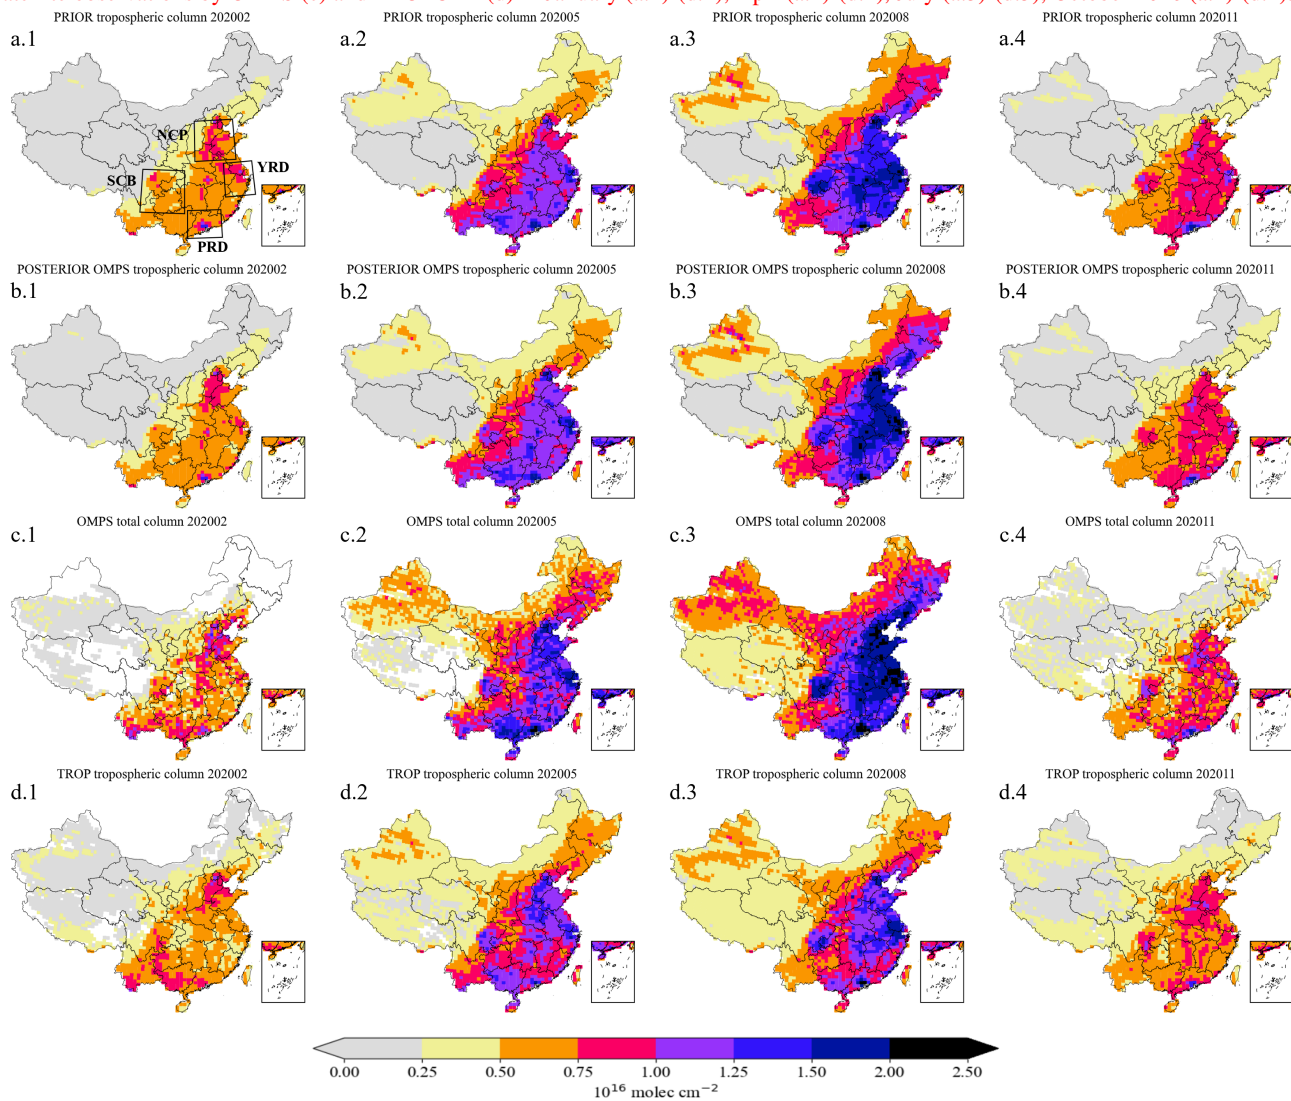 PRIOR tropospheric column 202002
PRIOR tropospheric column 202005
PRIOR tropospheric column 202008
PRIOR tropospheric column 202011
a.1
a.2
a.3
a.4
NCP
YRD
SCB
PRD
POSTERIOR OMPS tropospheric column 202002
POSTERIOR OMPS tropospheric column 202005
POSTERIOR OMPS tropospheric column 202008
POSTERIOR OMPS tropospheric column 202011
b.1
b.2
b.3
b.4
OMPS total column 202002
OMPS total column 202005
OMPS total column 202008
OMPS total column 202011
c.1
c.2
c.3
c.4
TROP tropospheric column 202002
TROP tropospheric column 202005
TROP tropospheric column 202008
TROP tropospheric column 202011
d.1
d.2
d.3
d.4
0.00 0.25 0.50 0.75 1.00 1.25 1.50 2.00 2.50
10¹⁶ molec cm⁻²